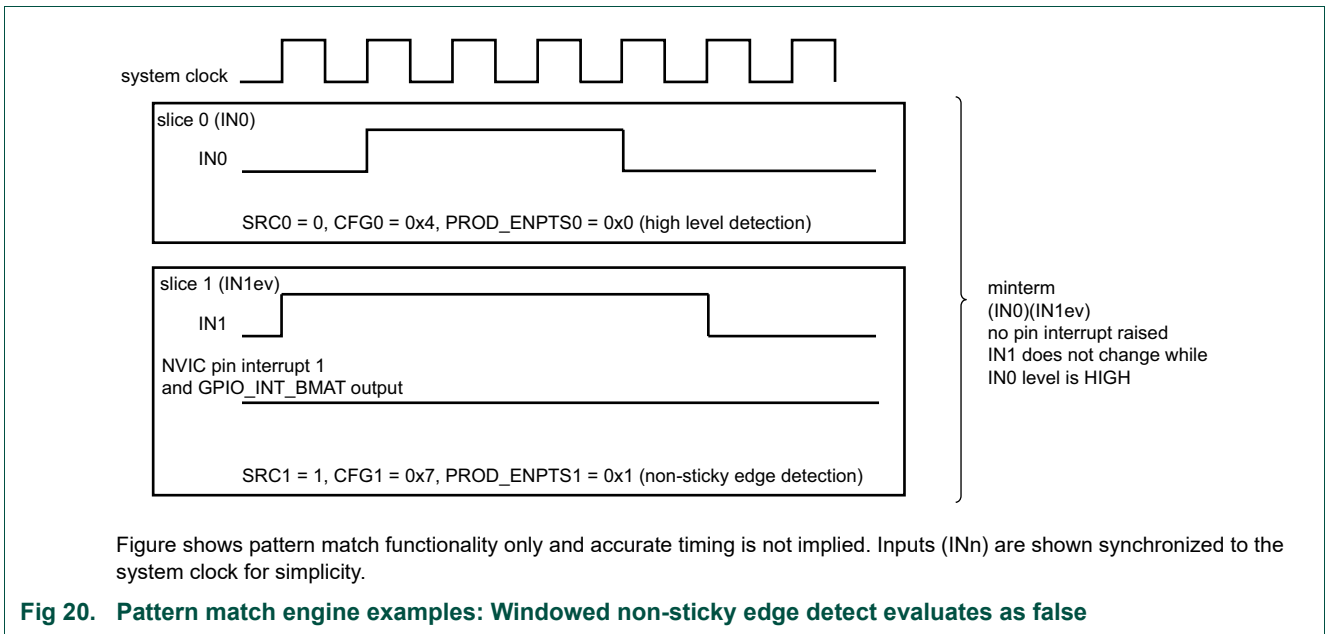 system clock
slice 0 (IN0)
IN0
SRC0 = 0, CFG0 = 0x4, PROD_ENPTS0 = 0x0 (high level detection)
slice 1 (IN1ev)
IN1
NVIC pin interrupt 1
and GPIO_INT_BMAT output
SRC1 = 1, CFG1 = 0x7, PROD_ENPTS1 = 0x1 (non-sticky edge detection)
minterm
(IN0)(IN1ev)
no pin interrupt raised
IN1 does not change while
IN0 level is HIGH
Figure shows pattern match functionality only and accurate timing is not implied. Inputs (INn) are shown synchronized to the
system clock for simplicity.
Fig 20. Pattern match engine examples: Windowed non-sticky edge detect evaluates as false